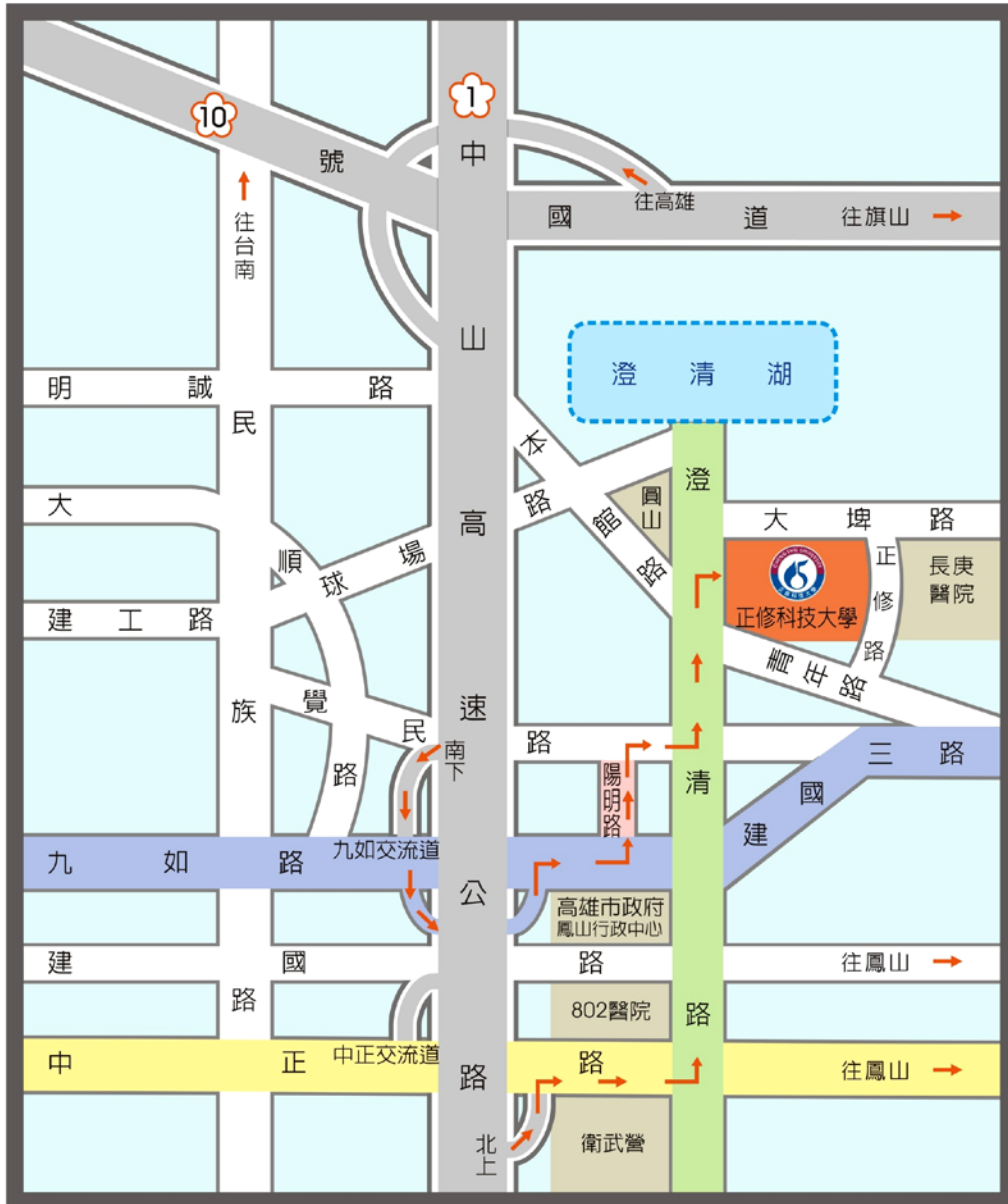 1
10
號
中山高速公路
國道
往高雄
往旗山
往台南
澄清湖
明誠路
民族路
本館路
大順路
球場路
圓山
澄清路
大埤路
正修路
長庚
醫院
正修科技大學
建工路
青年路
覺民路
南下
陽明路
建國三路
九如路
九如交流道
高雄市政府
鳳山行政中心
建國路
往鳳山
802醫院
中正路
中正交流道
往鳳山
北上
衛武營